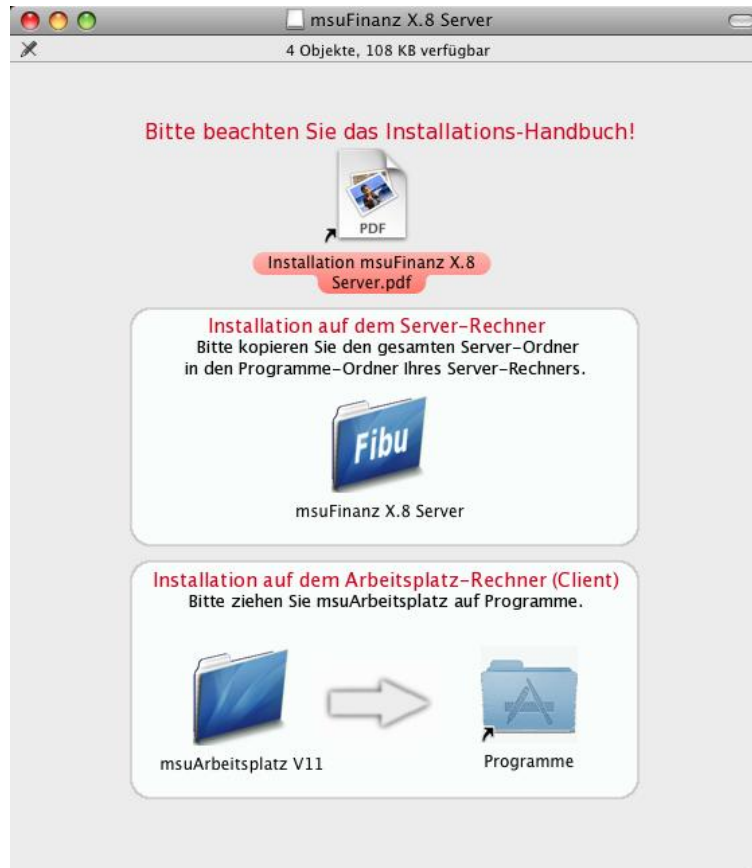 msuFinanz X.8 Server
4 Objekte, 108 KB verfügbar
Bitte beachten Sie das Installations-Handbuch!
PDF
Installation msuFinanz X.8
Server.pdf
Installation auf dem Server-Rechner
Bitte kopieren Sie den gesamten Server-Ordner
in den Programme-Ordner Ihres Server-Rechners.
Fibu
msuFinanz X.8 Server
Installation auf dem Arbeitsplatz-Rechner (Client)
Bitte ziehen Sie msuArbeitsplatz auf Programme.
msuArbeitsplatz V11
Programme